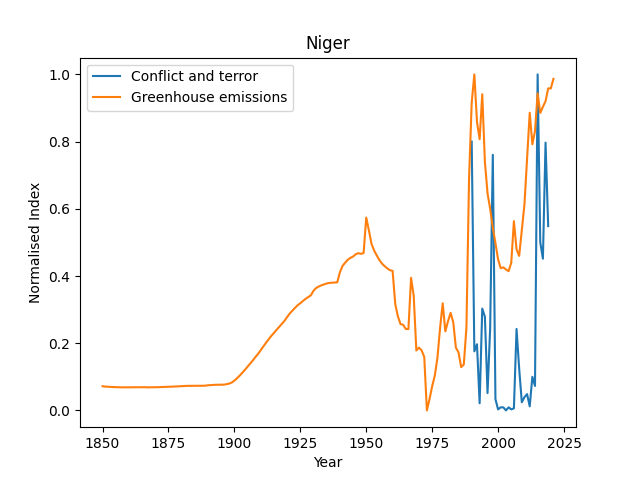 Niger
Conflict and terror
Greenhouse emissions
1.0
0.8
0.6
0.4
0.2
0.0
Normalised Index
1850 1875 1900 1925 1950 1975 2000 2025
Year